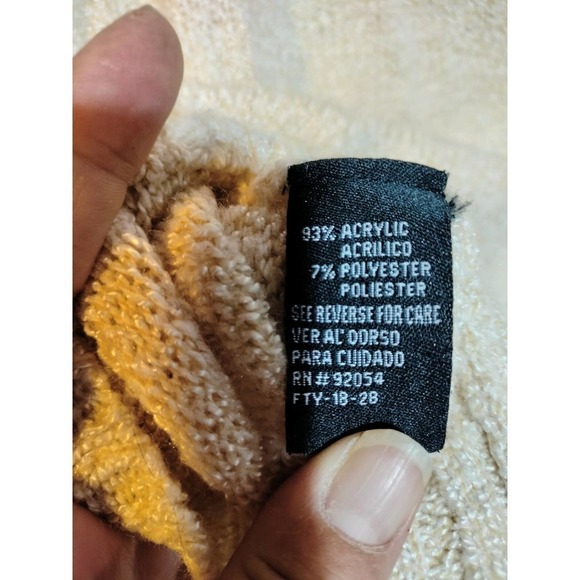 93% ACRYLIC
ACRILICO
7% POLYESTER
POLIESTER
SEE REVERSE FOR CARE
VER AL' DORSO
PARA CUIDADO
RN # 92054
FTY-18-28